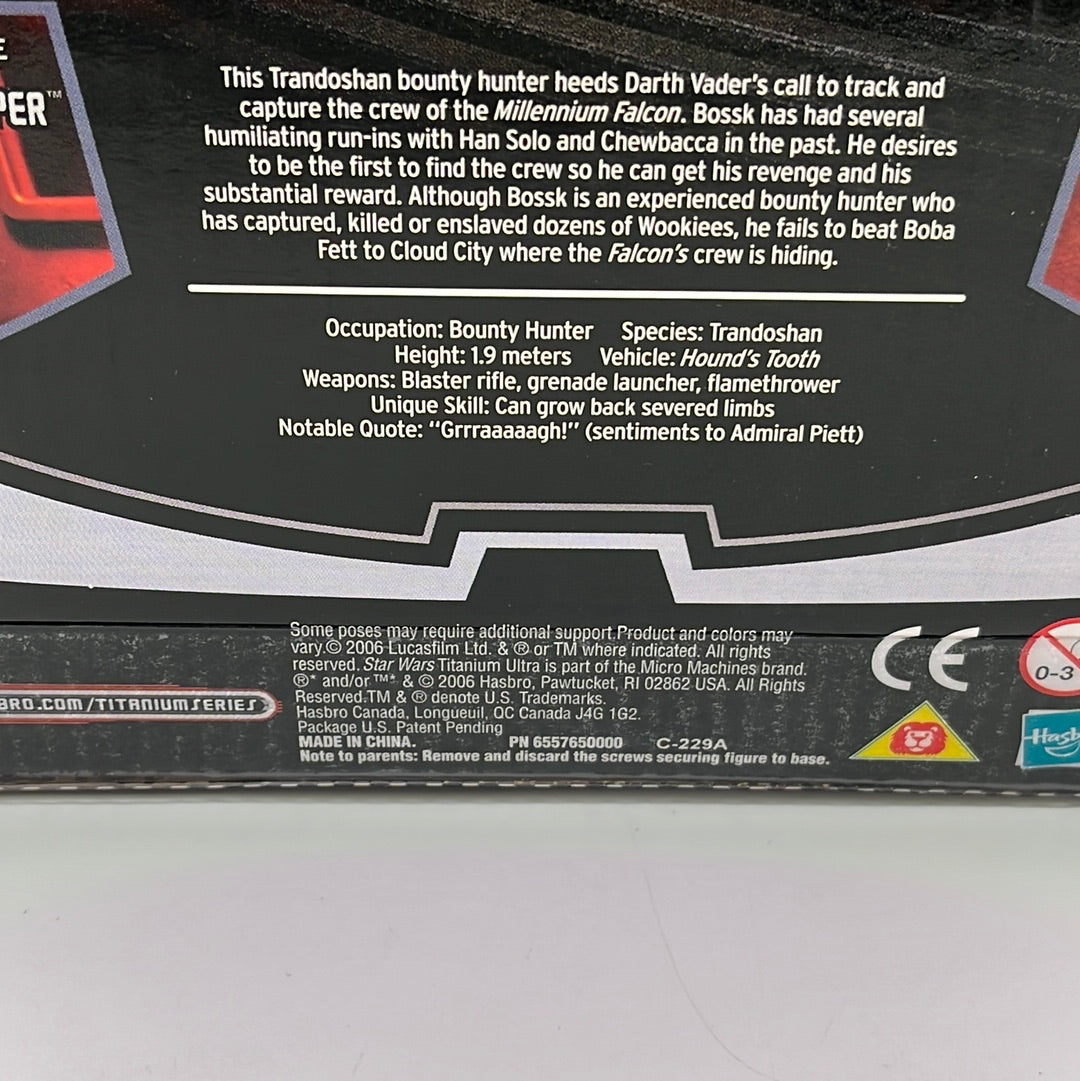 E
PER™
This Trandoshan bounty hunter heeds Darth Vader's call to track and
capture the crew of the Millennium Falcon. Bossk has had several
humiliating run-ins with Han Solo and Chewbacca in the past. He desires
to be the first to find the crew so he can get his revenge and his
substantial reward. Although Bossk is an experienced bounty hunter who
has captured, killed or enslaved dozens of Wookiees, he fails to beat Boba
Fett to Cloud City where the Falcon's crew is hiding.
Occupation: Bounty Hunter Species: Trandoshan
Height: 1.9 meters Vehicle: Hound's Tooth
Weapons: Blaster rifle, grenade launcher, flamethrower
Unique Skill: Can grow back severed limbs
Notable Quote: "Grrraaaaagh!" (sentiments to Admiral Piett)
BRO.COM/TITANIUMSERIES
Some poses may require additional support.Product and colors may
vary.© 2006 Lucasfilm Ltd. & ® or TM where indicated. All rights
reserved. Star Wars Titanium Ultra is part of the Micro Machines brand.
®* and/or ™* & © 2006 Hasbro, Pawtucket, RI 02862 USA. All Rights
Reserved.TM & ® denote U.S. Trademarks.
Hasbro Canada, Longueuil, QC Canada J4G 1G2.
Package U.S. Patent Pending
MADE IN CHINA. PN 6557650000 C-229A
Note to parents: Remove and discard the screws securing figure to base.
CE
0-3
Hasb